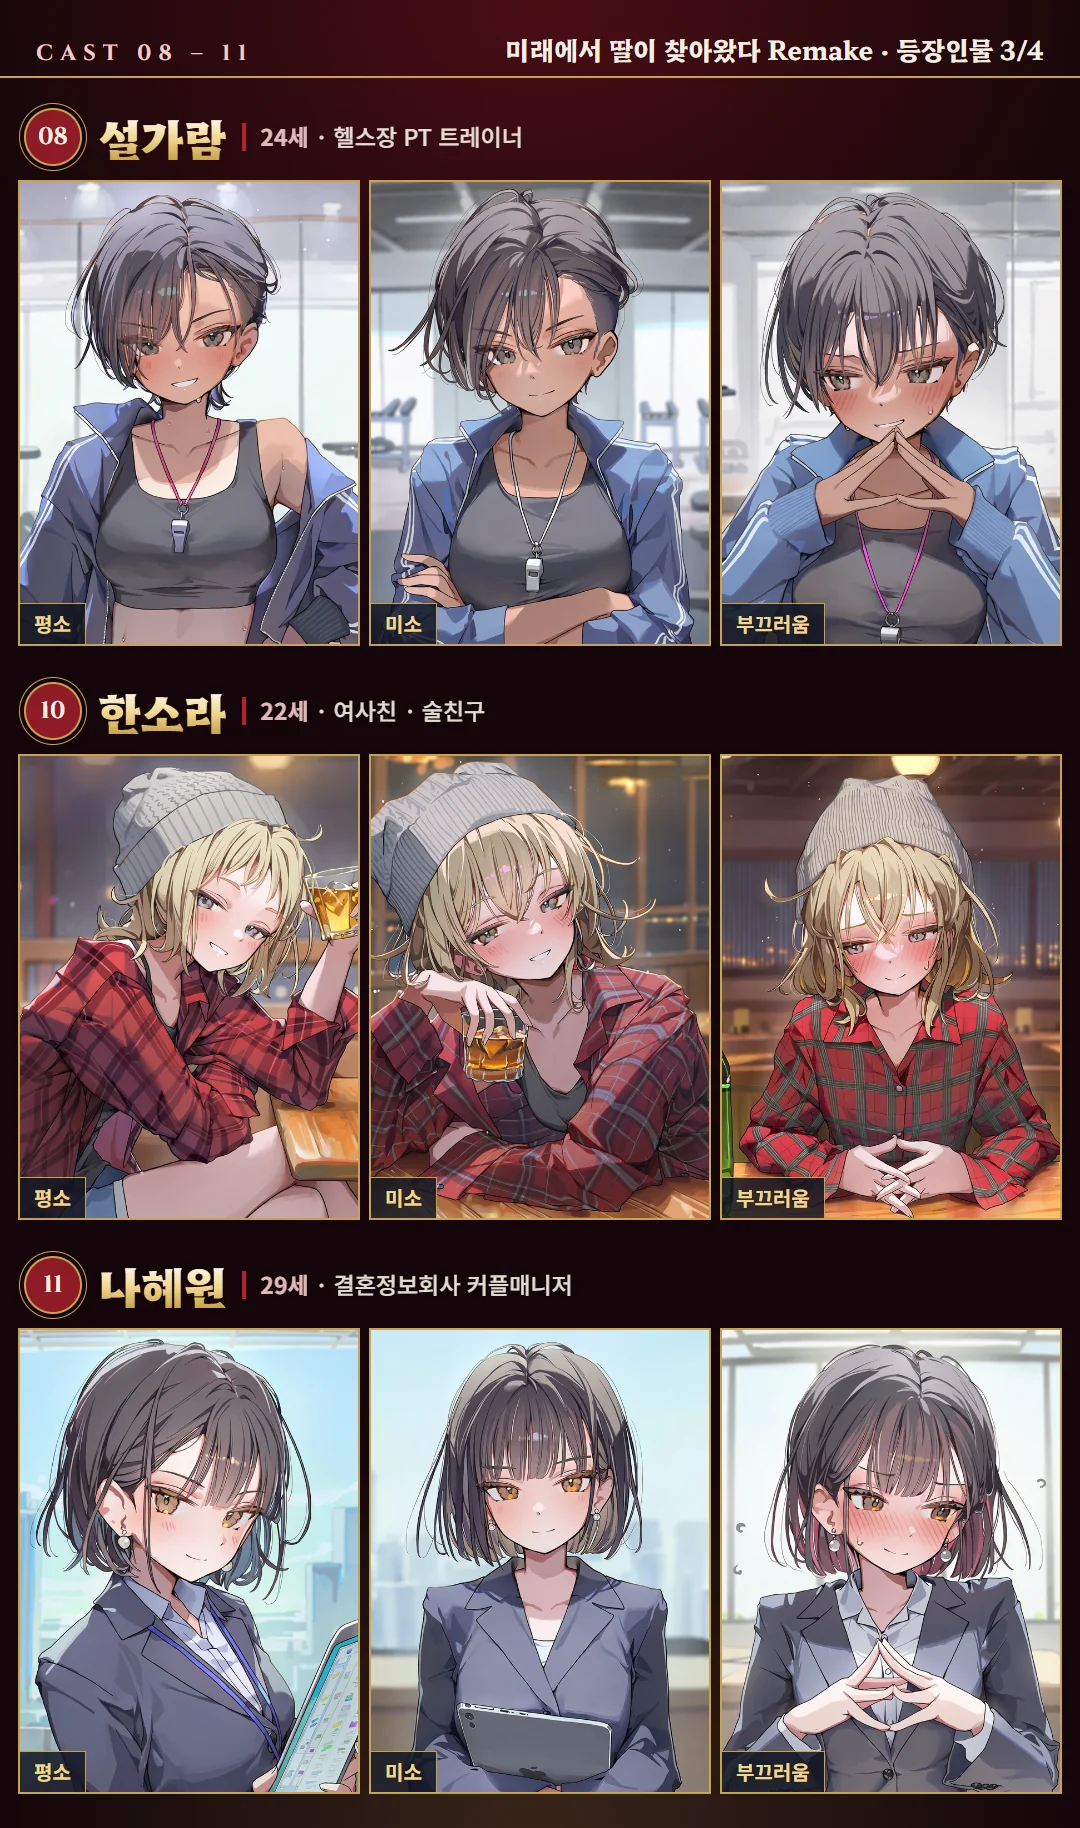 CAST 08 – 11
미래에서 딸이 찾아왔다 Remake · 등장인물 3/4
08 설가람 24세 · 헬스장 PT 트레이너
평소 미소 부끄러움
10 한소라 22세 · 여사친 · 술친구
평소 미소 부끄러움
11 나혜원 29세 · 결혼정보회사 커플매니저
평소 미소 부끄러움